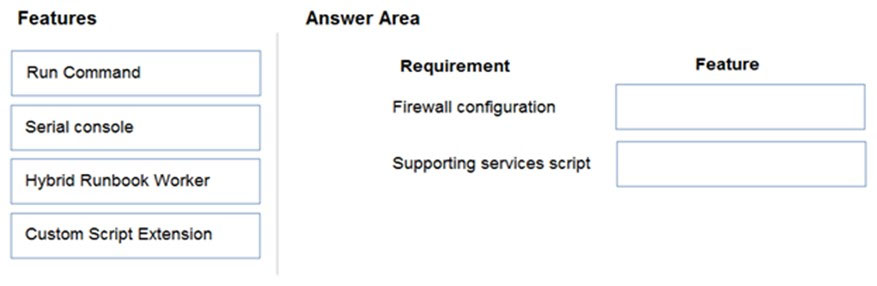 Features
Run Command
Serial console
Hybrid Runbook Worker
Custom Script Extension
Answer Area
Requirement Feature
Firewall configuration
Supporting services script